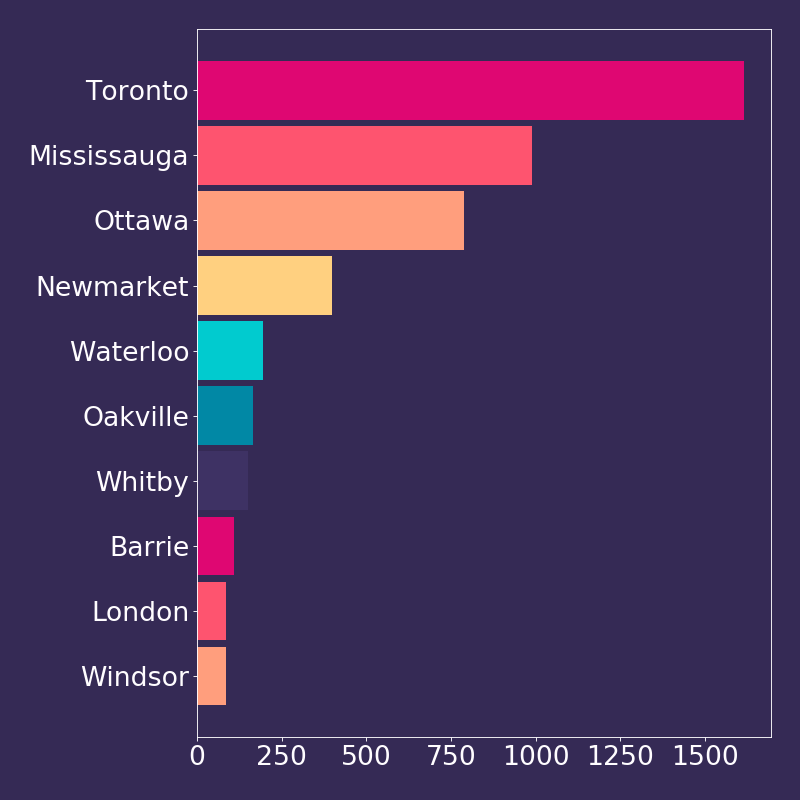 Toronto
Mississauga
Ottawa
Newmarket
Waterloo
Oakville
Whitby
Barrie
London
Windsor
0 250 500 750 1000 1250 1500